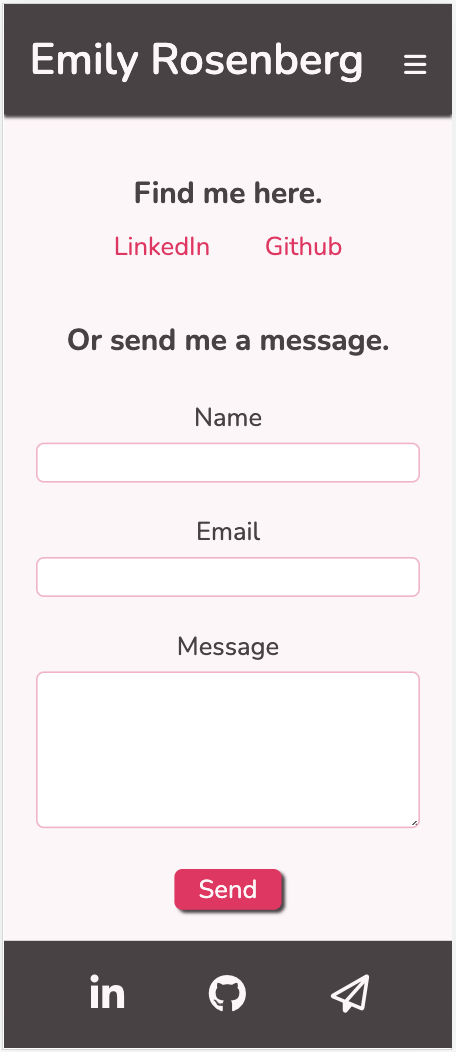 Emily Rosenberg
Find me here.
LinkedIn Github
Or send me a message.
Name
Email
Message
Send
in